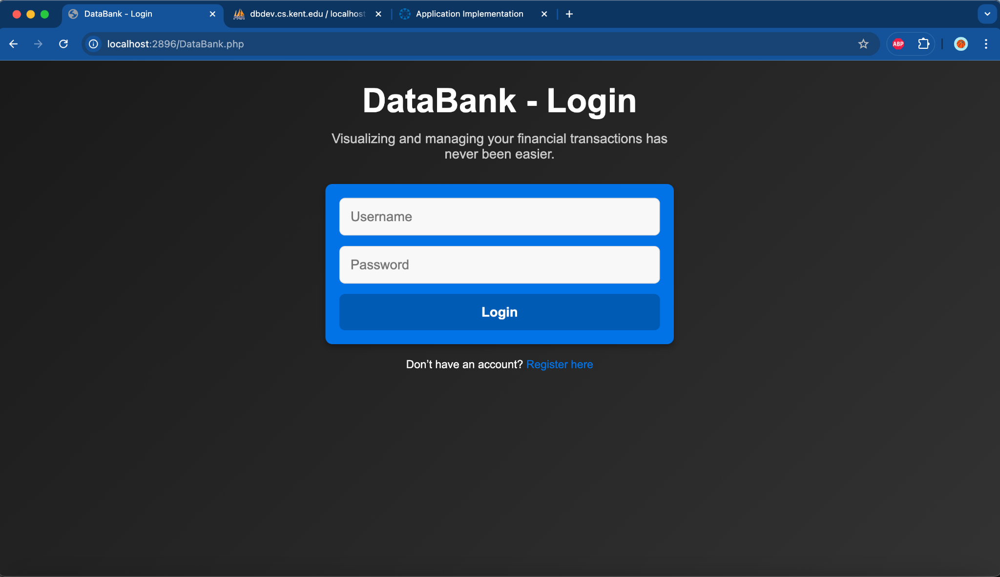 DataBank - Login
dbdev.cs.kent.edu / localhost
Application Implementation
localhost:2896/DataBank.php
ABP
DataBank - Login
Visualizing and managing your financial transactions has
never been easier.
Username
Password
Login
Don’t have an account? Register here